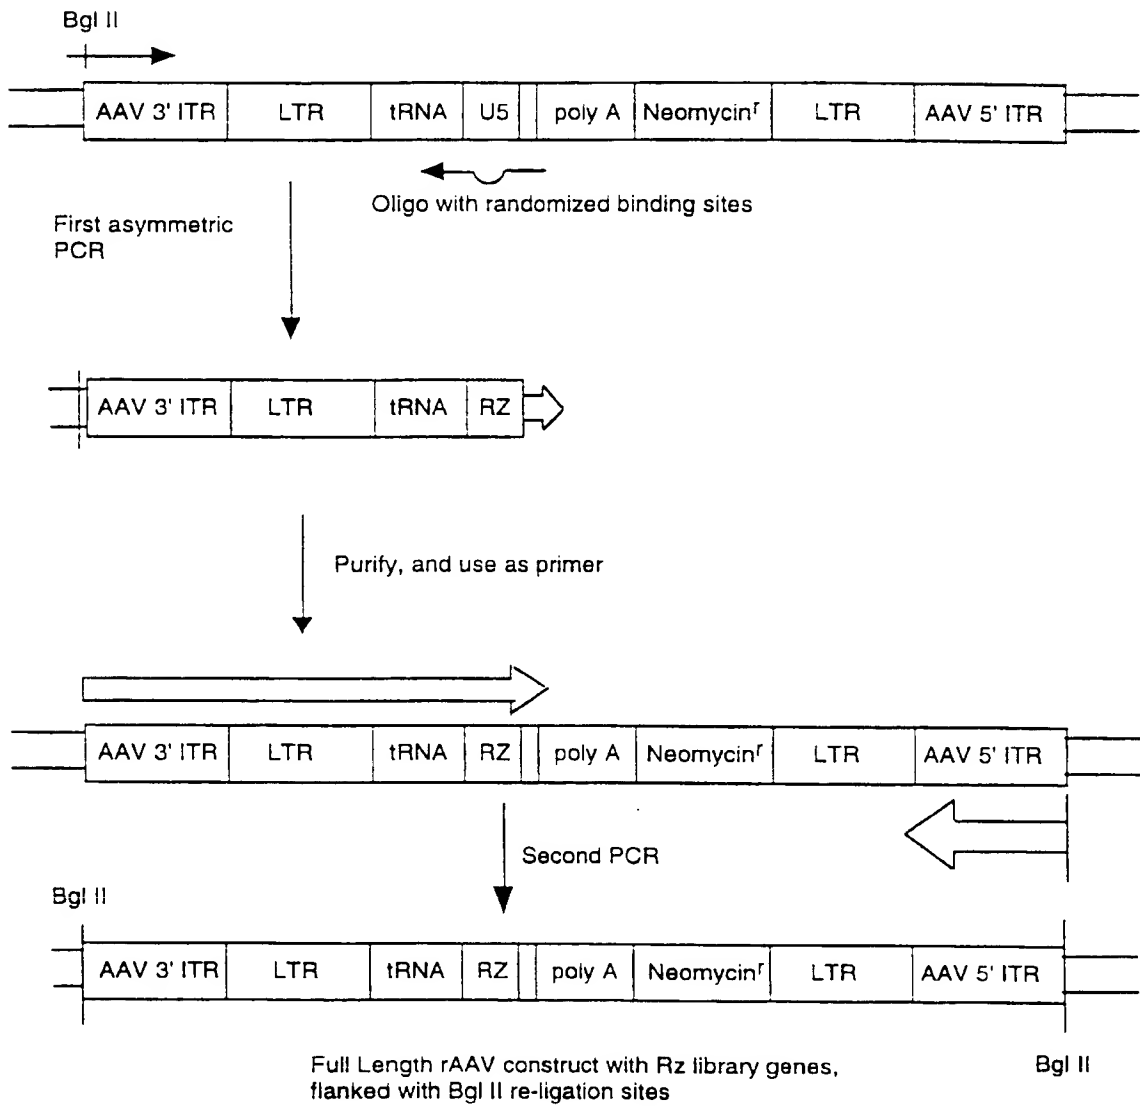 Bgl II
AAV 3' ITR LTR tRNA U5 poly A Neomycinʳ LTR AAV 5' ITR
Oligo with randomized binding sites
First asymmetric
PCR
AAV 3' ITR LTR tRNA RZ
Purify, and use as primer
AAV 3' ITR LTR tRNA RZ poly A Neomycinʳ LTR AAV 5' ITR
Second PCR
Bgl II
AAV 3' ITR LTR tRNA RZ poly A Neomycinʳ LTR AAV 5' ITR
Full Length rAAV construct with Rz library genes,
flanked with Bgl II re-ligation sites
Bgl II